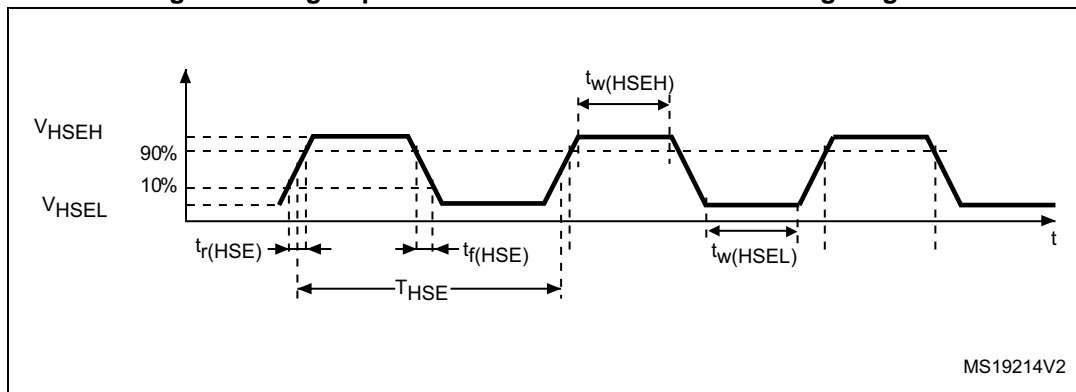 V_HSEH
90%
10%
V_HSEL
t_r(HSE)
t_f(HSE)
T_HSE
t_w(HSEH)
t_w(HSEL)
t
MS19214V2